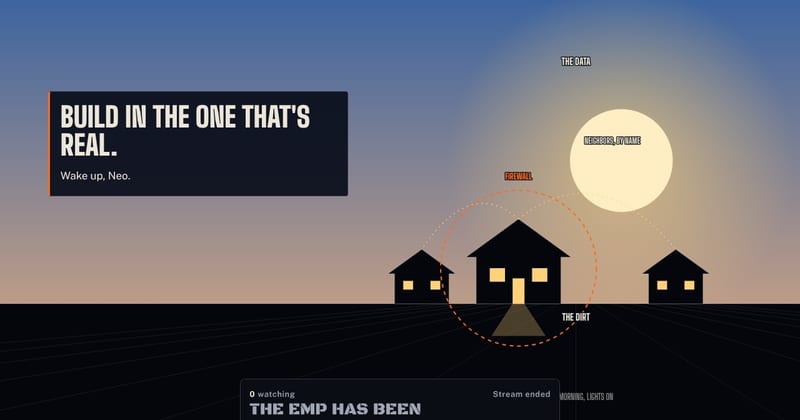 THE DATA
BUILD IN THE ONE THAT'S
REAL.
Wake up, Neo.
NEIGHBORS, BY NAME
FIREWALL
THE DIRT
0 watching
Stream ended
THE EMP HAS BEEN
MORNING, LIGHTS ON